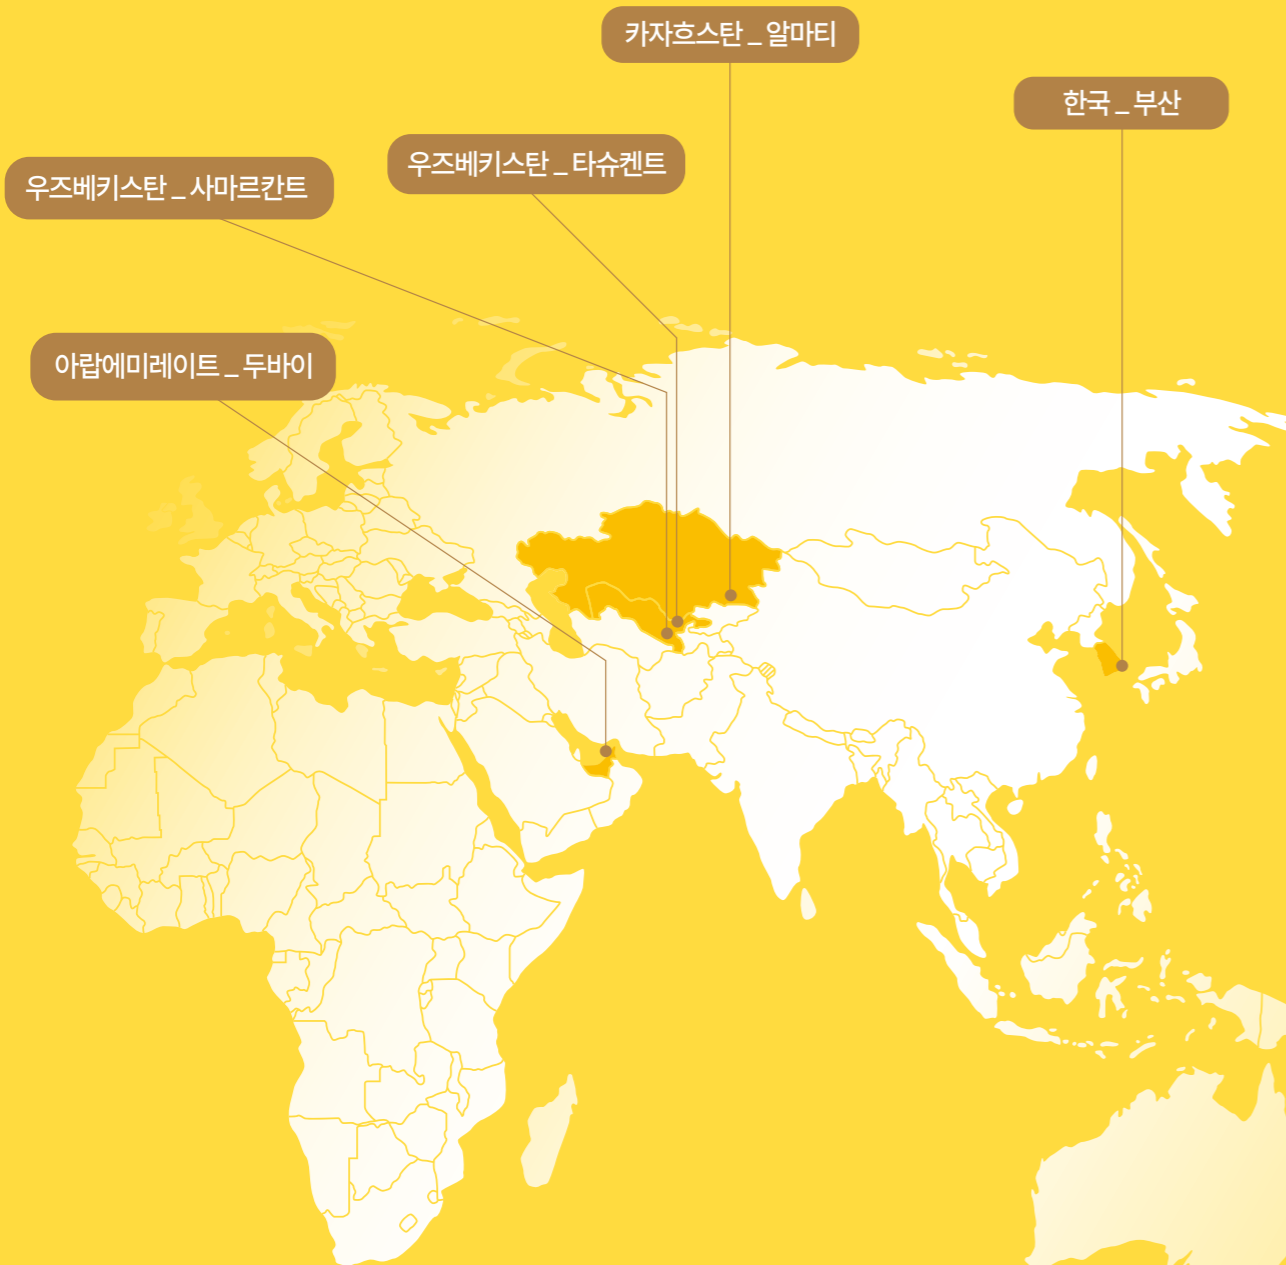 카자흐스탄 _ 알마티
한국 _ 부산
우즈베키스탄 _ 타슈켄트
우즈베키스탄 _ 사마르칸트
아랍에미레이트 _ 두바이